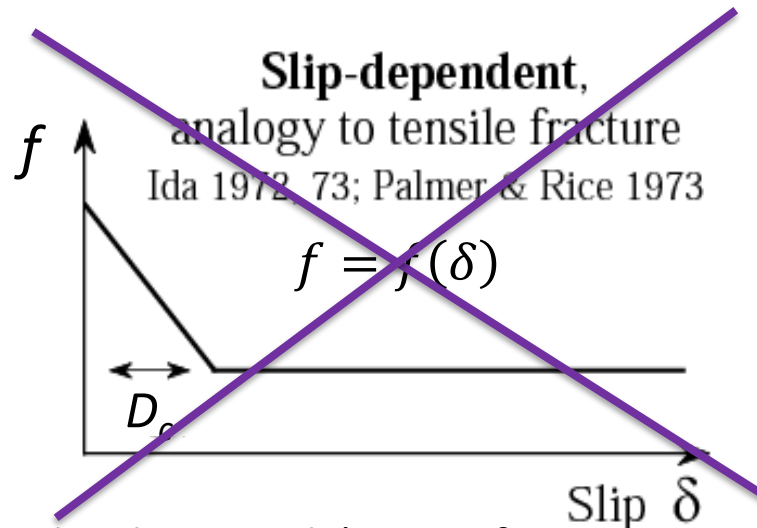 Slip-dependent,
analogy to tensile fracture
f
Ida 1972, 73; Palmer & Rice 1973
f = f(δ)
D
Slip δ